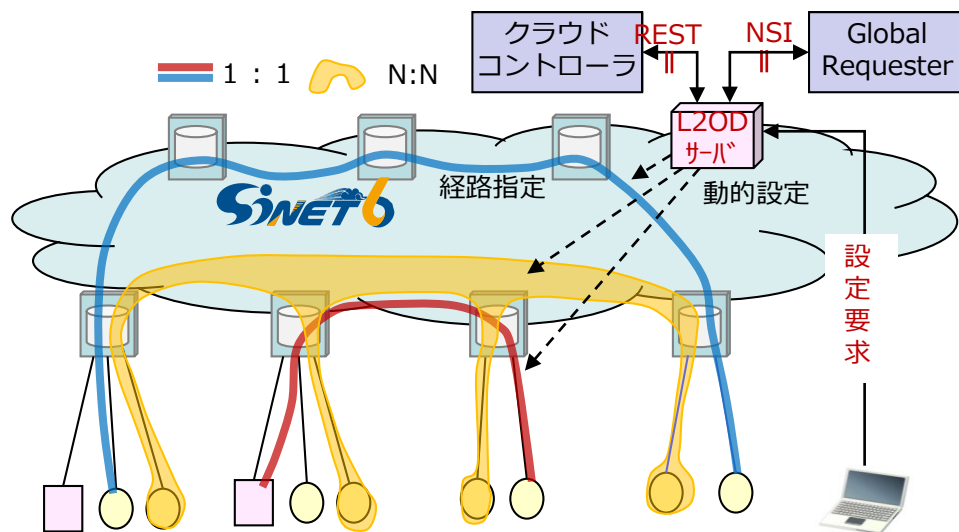 クラウド
コントローラ
REST
NSI
Global
Requester
1 : 1
N:N
L2OD
ｻｰﾊﾞ
経路指定
動的設定
SINET6
設定要求